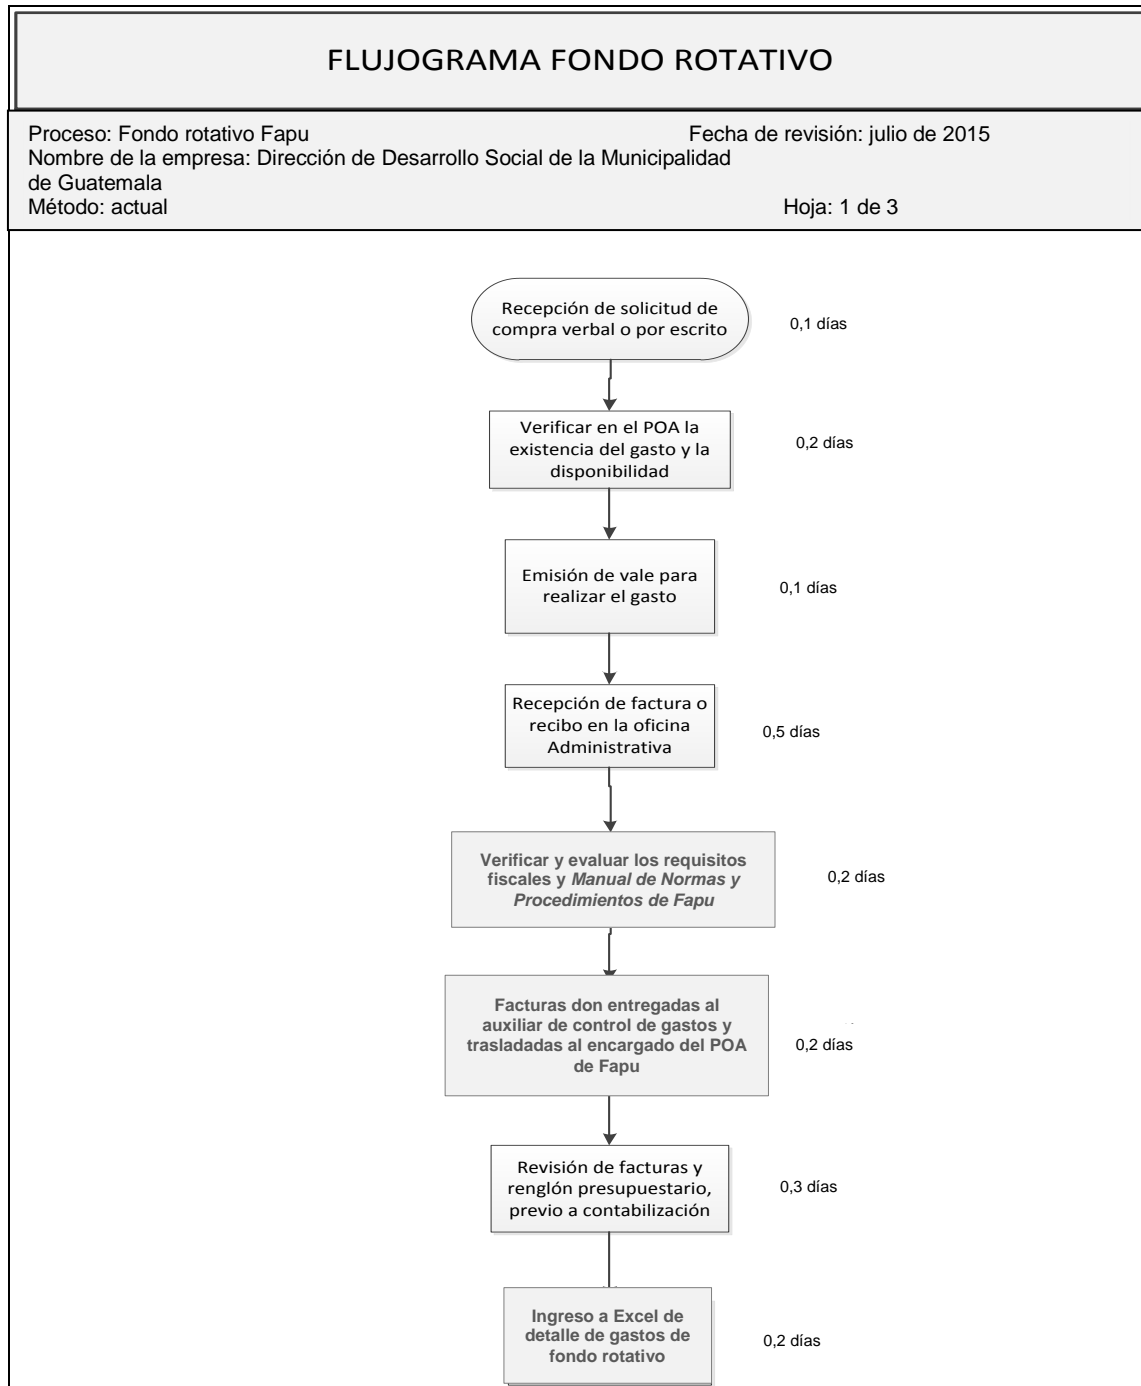 FLUJOGRAMA FONDO ROTATIVO
Proceso: Fondo rotativo Fapu Fecha de revisión: julio de 2015
Nombre de la empresa: Dirección de Desarrollo Social de la Municipalidad
de Guatemala
Método: actual Hoja: 1 de 3
Recepción de solicitud de
compra verbal o por escrito
0,1 días
Verificar en el POA la
existencia del gasto y la
disponibilidad
0,2 días
Emisión de vale para
realizar el gasto
0,1 días
Recepción de factura o
recibo en la oficina
Administrativa
0,5 días
Verificar y evaluar los requisitos
fiscales y Manual de Normas y
Procedimientos de Fapu
0,2 días
Facturas don entregadas al
auxiliar de control de gastos y
trasladadas al encargado del POA
de Fapu
0,2 días
Revisión de facturas y
renglón presupuestario,
previo a contabilización
0,3 días
Ingreso a Excel de
detalle de gastos de
fondo rotativo
0,2 días